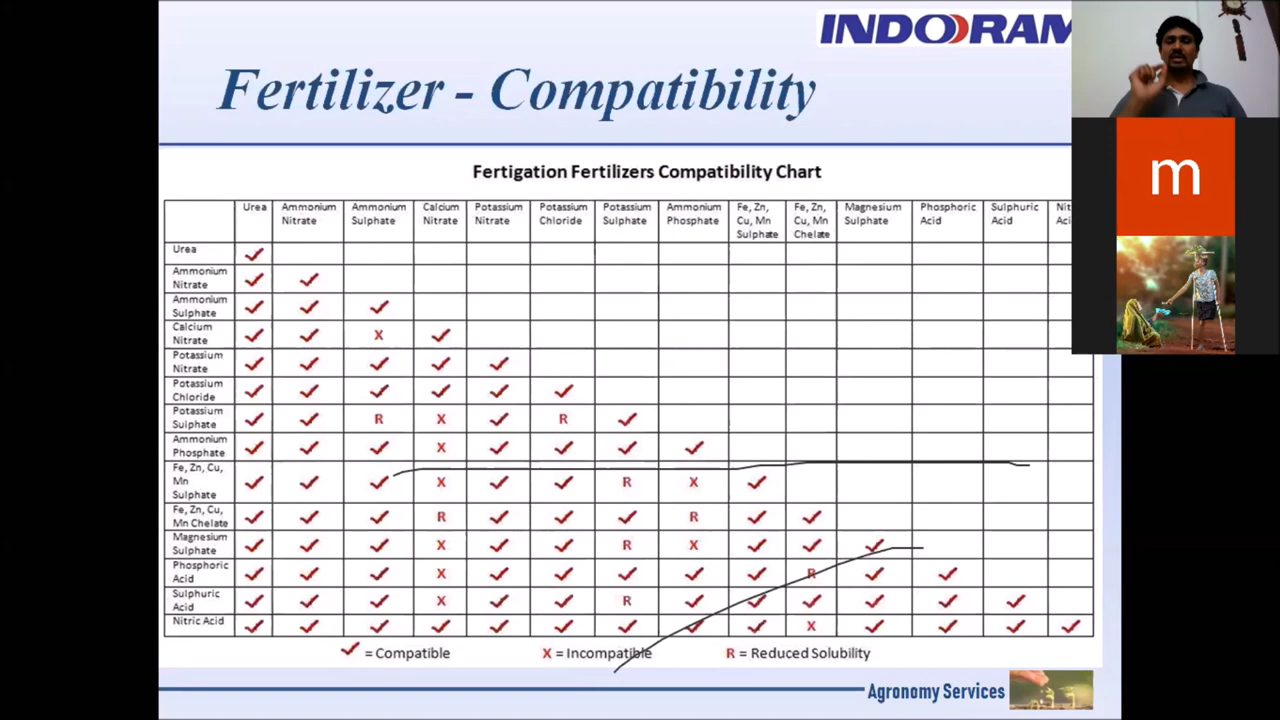 INDORAM
Fertilizer - Compatibility
m
Fertigation Fertilizers Compatibility Chart
Urea Ammonium Nitrate Ammonium Sulphate Calcium Nitrate Potassium Nitrate Potassium Chloride Potassium Sulphate Ammonium Phosphate Fe, Zn, Cu, Mn Sulphate Fe, Zn, Cu, Mn Chelate Magnesium Sulphate Phosphoric Acid Sulphuric Acid Nit Aci
Urea ✓
Ammonium Nitrate ✓ ✓
Ammonium Sulphate ✓ ✓ ✓
Calcium Nitrate ✓ ✓ X ✓
Potassium Nitrate ✓ ✓ ✓ ✓ ✓
Potassium Chloride ✓ ✓ ✓ ✓ ✓ ✓
Potassium Sulphate ✓ ✓ R X ✓ R ✓
Ammonium Phosphate ✓ ✓ ✓ X ✓ ✓ ✓ ✓
Fe, Zn, Cu, Mn Sulphate ✓ ✓ ✓ X ✓ ✓ R X ✓
Fe, Zn, Cu, Mn Chelate ✓ ✓ ✓ R ✓ ✓ ✓ R ✓ ✓
Magnesium Sulphate ✓ ✓ ✓ X ✓ ✓ R X ✓ ✓ ✓
Phosphoric Acid ✓ ✓ ✓ X ✓ ✓ ✓ ✓ ✓ R ✓ ✓
Sulphuric Acid ✓ ✓ ✓ X ✓ ✓ R ✓ ✓ ✓ ✓ ✓ ✓
Nitric Acid ✓ ✓ ✓ ✓ ✓ ✓ ✓ ✓ ✓ X ✓ ✓ ✓ ✓
✓ = Compatible X = Incompatible R = Reduced Solubility
Agronomy Services